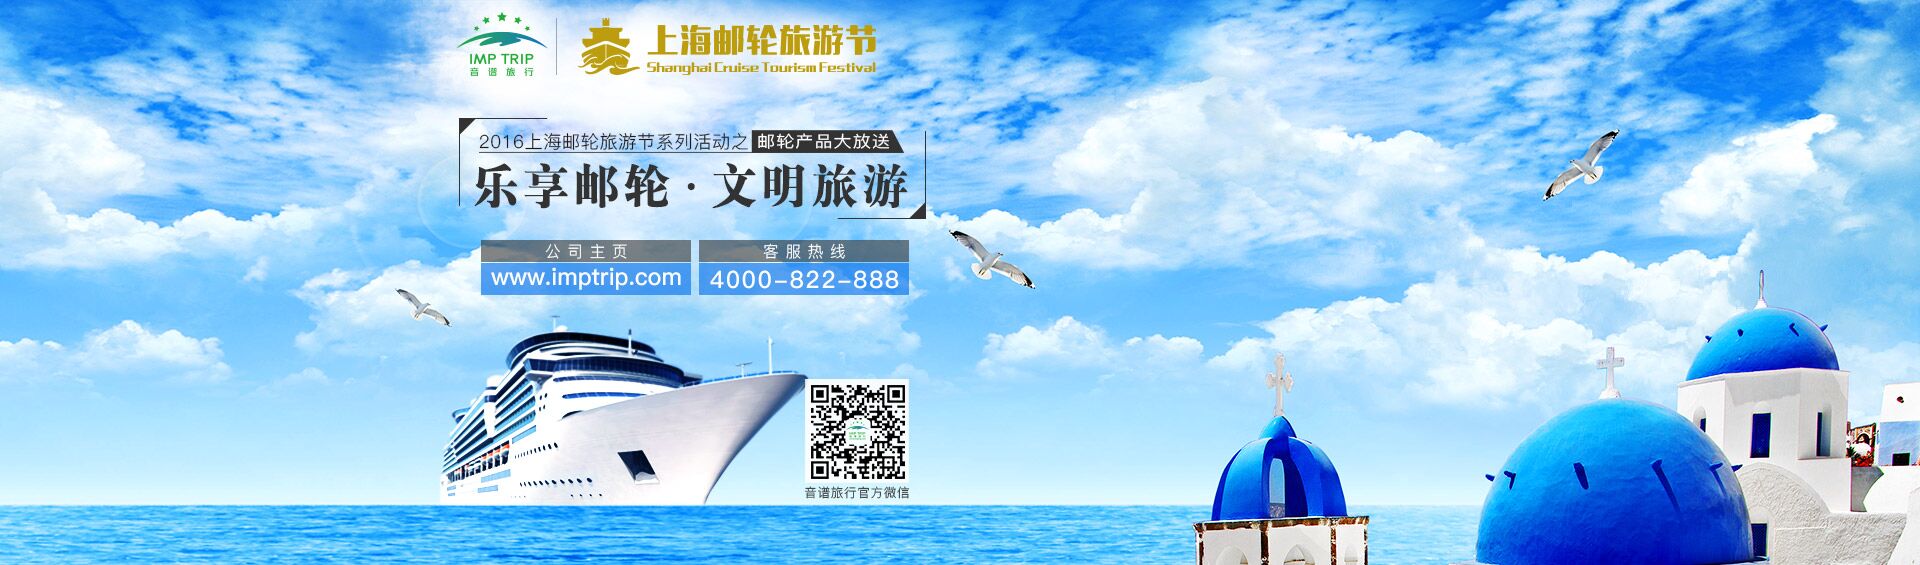 IMP TRIP
音谱旅行
上海邮轮旅游节
Shanghai Cruise Tourism Festival
2016上海邮轮旅游节系列活动之 邮轮产品大放送
乐享邮轮·文明旅游
公司主页
www.imptrip.com
客服热线
4000-822-888
音谱旅行官方微信